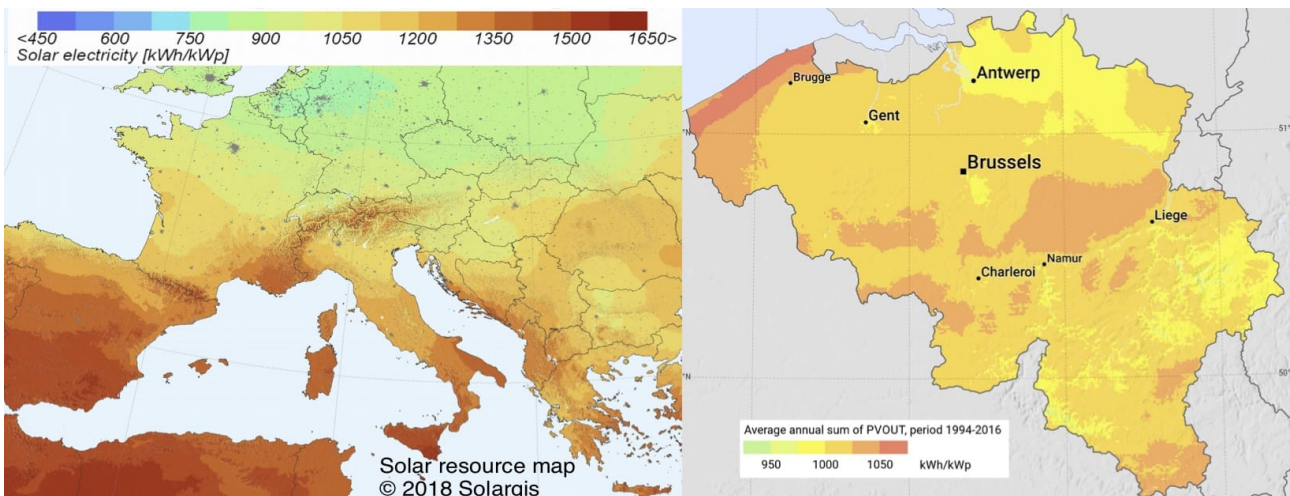 <450 600 750 900 1050 1200 1350 1500 1650>
Solar electricity [kWh/kWp]
Solar resource map
© 2018 Solargis
Brugge
Antwerp
Gent
51°
Brussels
Liege
Namur
Charleroi
°N
50°
Average annual sum of PVOUT, period 1994-2016
950 1000 1050 kWh/kWp